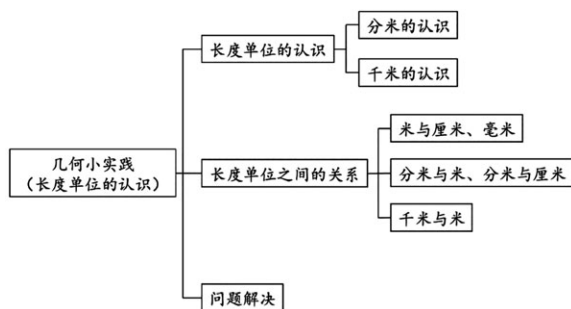 几何小实践
（长度单位的认识）
长度单位的认识
分米的认识
千米的认识
长度单位之间的关系
米与厘米、毫米
分米与米、分米与厘米
千米与米
问题解决